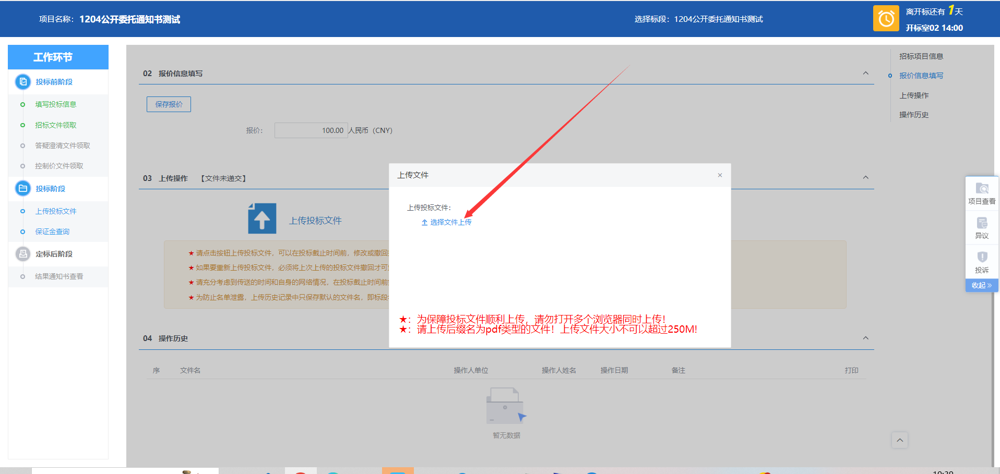 项目名称：1204公开委托通知书测试
选择标段：1204公开委托通知书测试
离开标还有 1天
开标室02 14:00
工作环节
投标前阶段
填写投标信息
招标文件领取
答疑澄清文件领取
控制价文件领取
投标阶段
上传投标文件
保证金查询
定标后阶段
结果通知书查看
02 报价信息填写
保存报价
报价： 100.00 人民币（CNY）
03 上传操作 【文件未递交】
上传投标文件
★ 请点击按钮上传投标文件，可以在投标截止时间前，修改或撤回
★ 如果要重新上传投标文件，必须将上次上传的投标文件撤回才可
★ 请充分考虑到传送的时间和自身的网络情况，在投标截止时间前
★ 为防止名单泄露，上传历史记录中只保存默认的文件名，即标段
上传文件 ×
上传投标文件：
选择文件上传
★：为保障投标文件顺利上传，请勿打开多个浏览器同时上传！
★：请上传后缀名为pdf类型的文件！上传文件大小不可以超过250M!
04 操作历史
序 文件名 操作人单位 操作人姓名 操作日期 备注 打印
暂无数据
招标项目信息
报价信息填写
上传操作
操作历史
项目查看
异议
投诉
收起